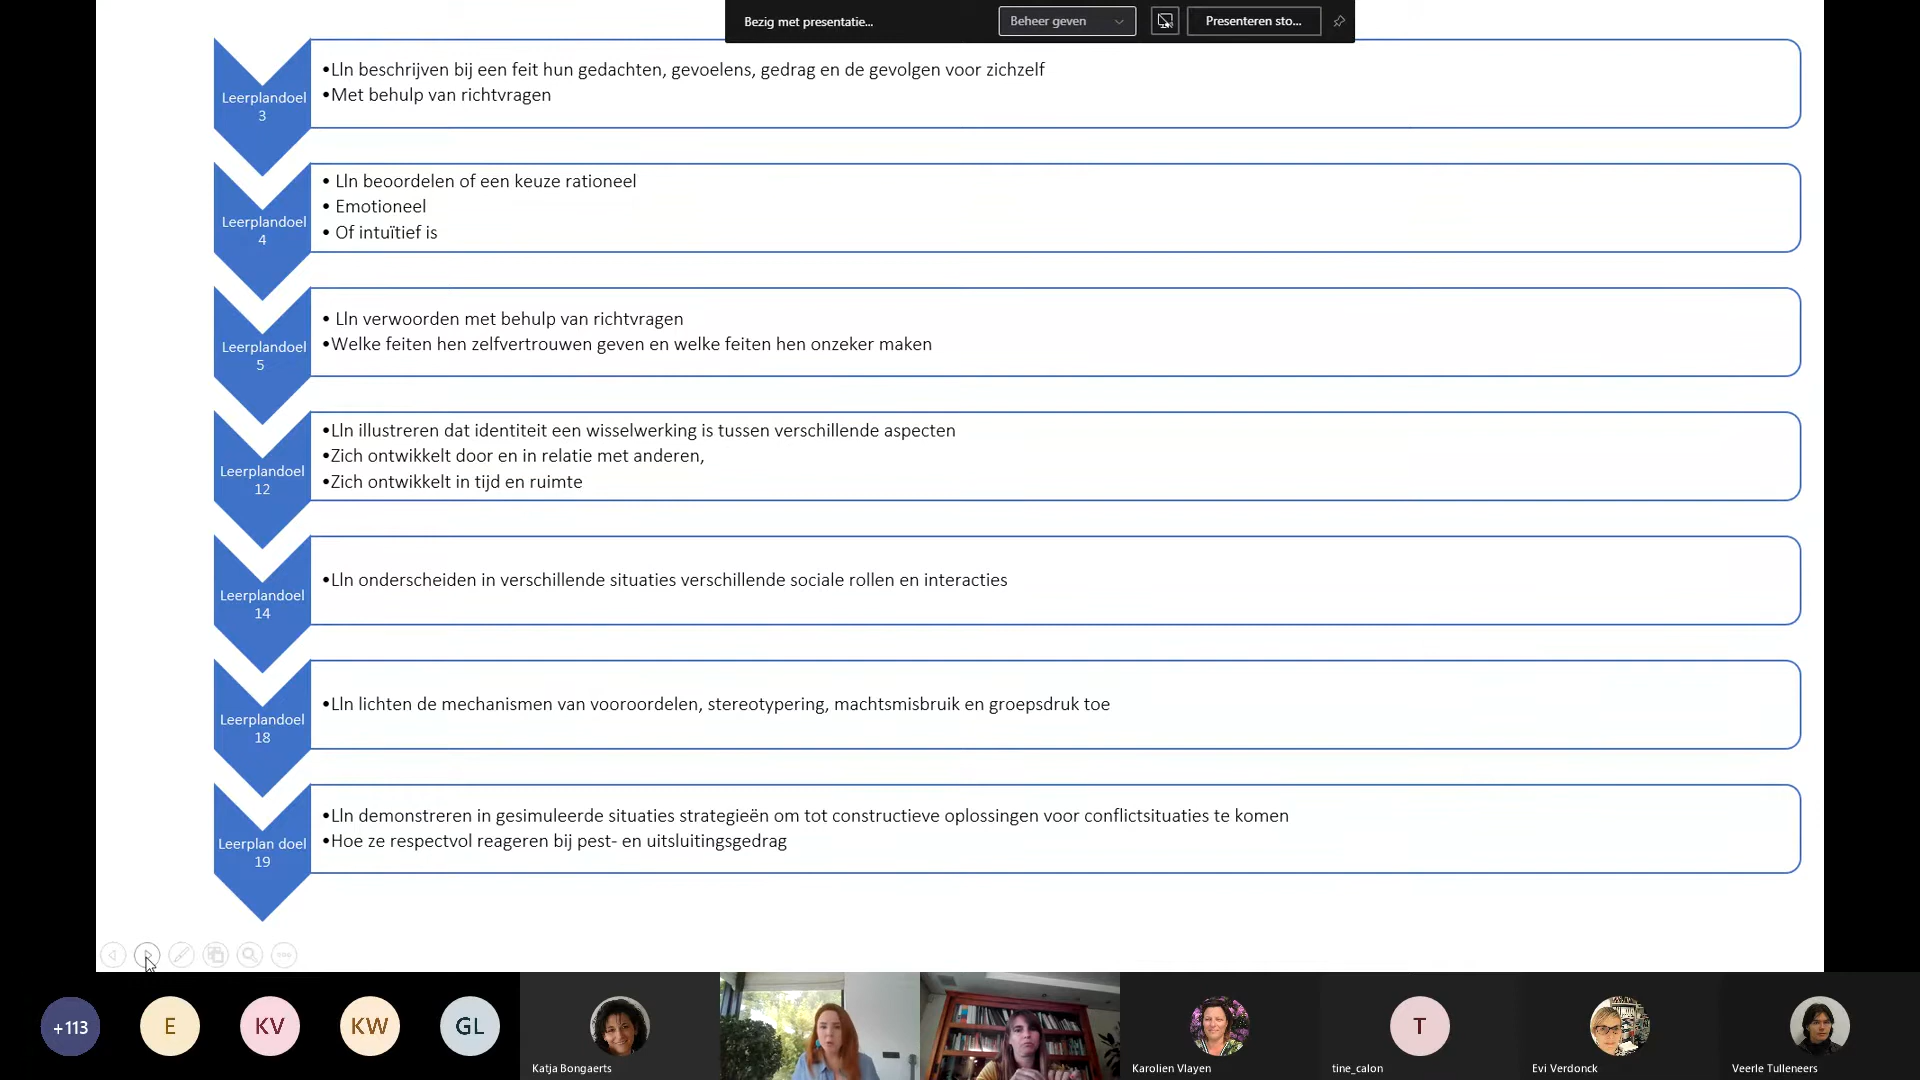 Bezig met presentatie...
Beheer geven
Presenteren sto...
Leerplandoel
3
•Lln beschrijven bij een feit hun gedachten, gevoelens, gedrag en de gevolgen voor zichzelf
•Met behulp van richtvragen
Leerplandoel
4
• Lln beoordelen of een keuze rationeel
• Emotioneel
• Of intuïtief is
Leerplandoel
5
• Lln verwoorden met behulp van richtvragen
•Welke feiten hen zelfvertrouwen geven en welke feiten hen onzeker maken
Leerplandoel
12
•Lln illustreren dat identiteit een wisselwerking is tussen verschillende aspecten
•Zich ontwikkelt door en in relatie met anderen,
•Zich ontwikkelt in tijd en ruimte
Leerplandoel
14
•Lln onderscheiden in verschillende situaties verschillende sociale rollen en interacties
Leerplandoel
18
•Lln lichten de mechanismen van vooroordelen, stereotypering, machtsmisbruik en groepsdruk toe
Leerplan doel
19
•Lln demonstreren in gesimuleerde situaties strategieën om tot constructieve oplossingen voor conflictsituaties te komen
•Hoe ze respectvol reageren bij pest- en uitsluitingsgedrag
+113
E
KV
KW
GL
T
Katja Bongaerts
Karolien Vlayen
tine_calon
Evi Verdonck
Veerle Tulleneers